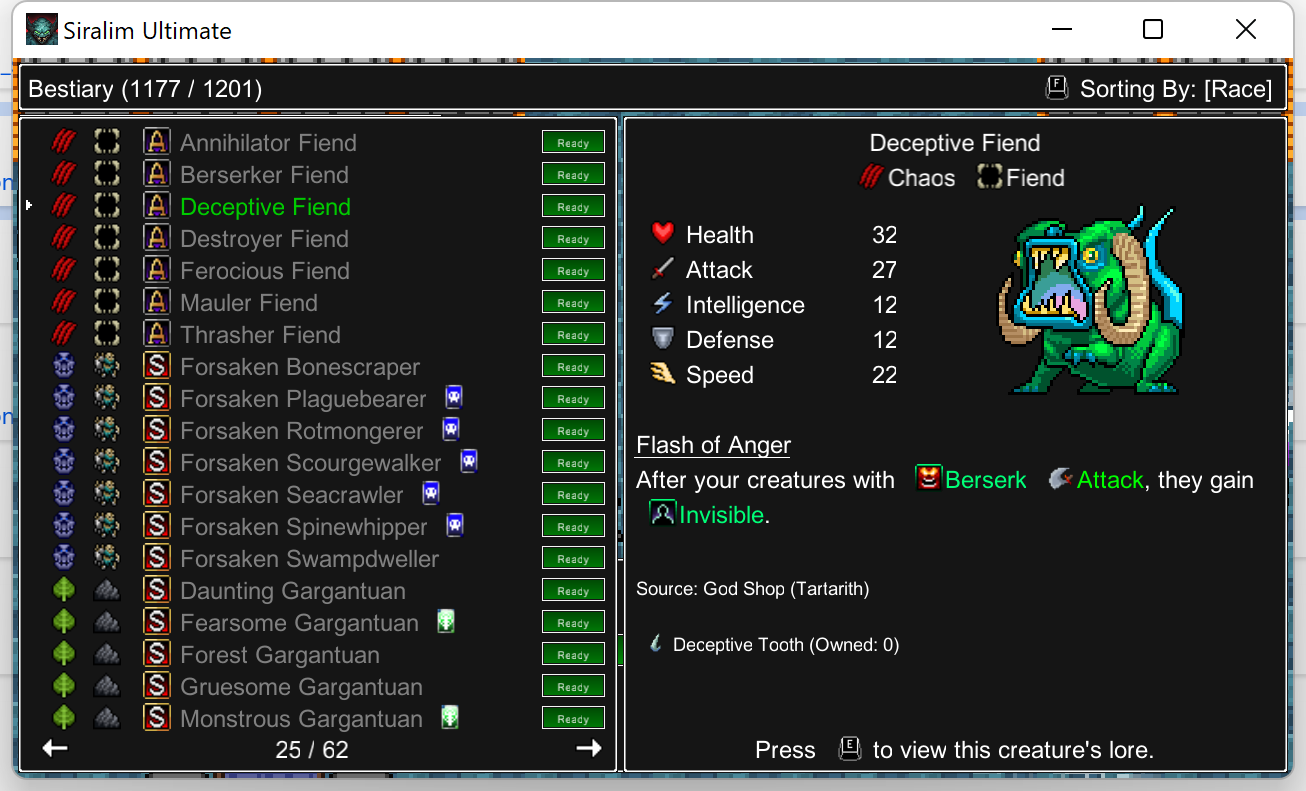 Siralim Ultimate
Bestiary (1177 / 1201)
F Sorting By: [Race]
A Annihilator Fiend Ready
A Berserker Fiend Ready
A Deceptive Fiend Ready
A Destroyer Fiend Ready
A Ferocious Fiend Ready
A Mauler Fiend Ready
A Thrasher Fiend Ready
S Forsaken Bonescraper Ready
S Forsaken Plaguebearer Ready
S Forsaken Rotmongerer Ready
S Forsaken Scourgewalker Ready
S Forsaken Seacrawler Ready
S Forsaken Spinewhipper Ready
S Forsaken Swampdweller Ready
S Daunting Gargantuan Ready
S Fearsome Gargantuan Ready
S Forest Gargantuan Ready
S Gruesome Gargantuan Ready
S Monstrous Gargantuan Ready
25 / 62
Deceptive Fiend
Chaos Fiend
Health 32
Attack 27
Intelligence 12
Defense 12
Speed 22
Flash of Anger
After your creatures with Berserk Attack, they gain
Invisible.
Source: God Shop (Tartarith)
Deceptive Tooth (Owned: 0)
Press E to view this creature's lore.